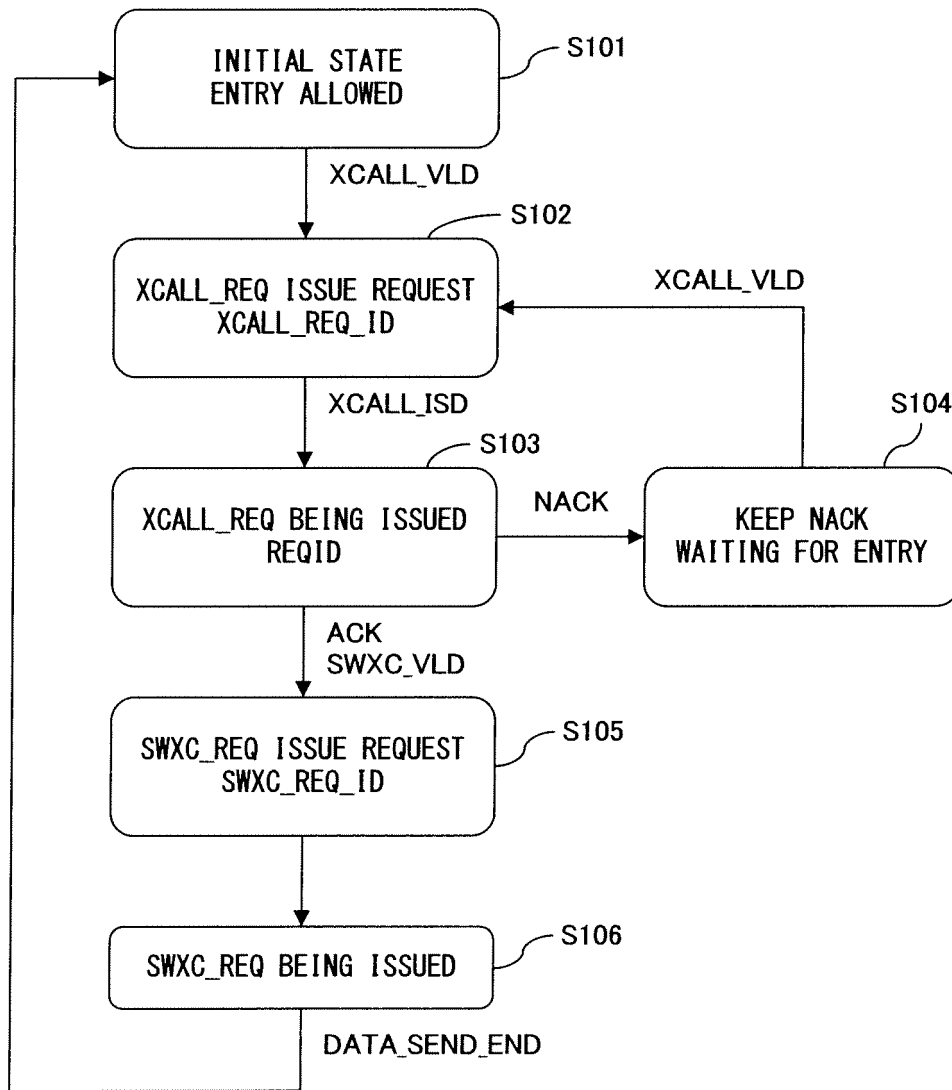 INITIAL STATE
ENTRY ALLOWED
S101
XCALL_VLD
S102
XCALL_REQ ISSUE REQUEST
XCALL_REQ_ID
XCALL_VLD
XCALL_ISD
S103
S104
XCALL_REQ BEING ISSUED
REQID
NACK
KEEP NACK
WAITING FOR ENTRY
ACK
SWXC_VLD
SWXC_REQ ISSUE REQUEST
SWXC_REQ_ID
S105
S106
SWXC_REQ BEING ISSUED
DATA_SEND_END